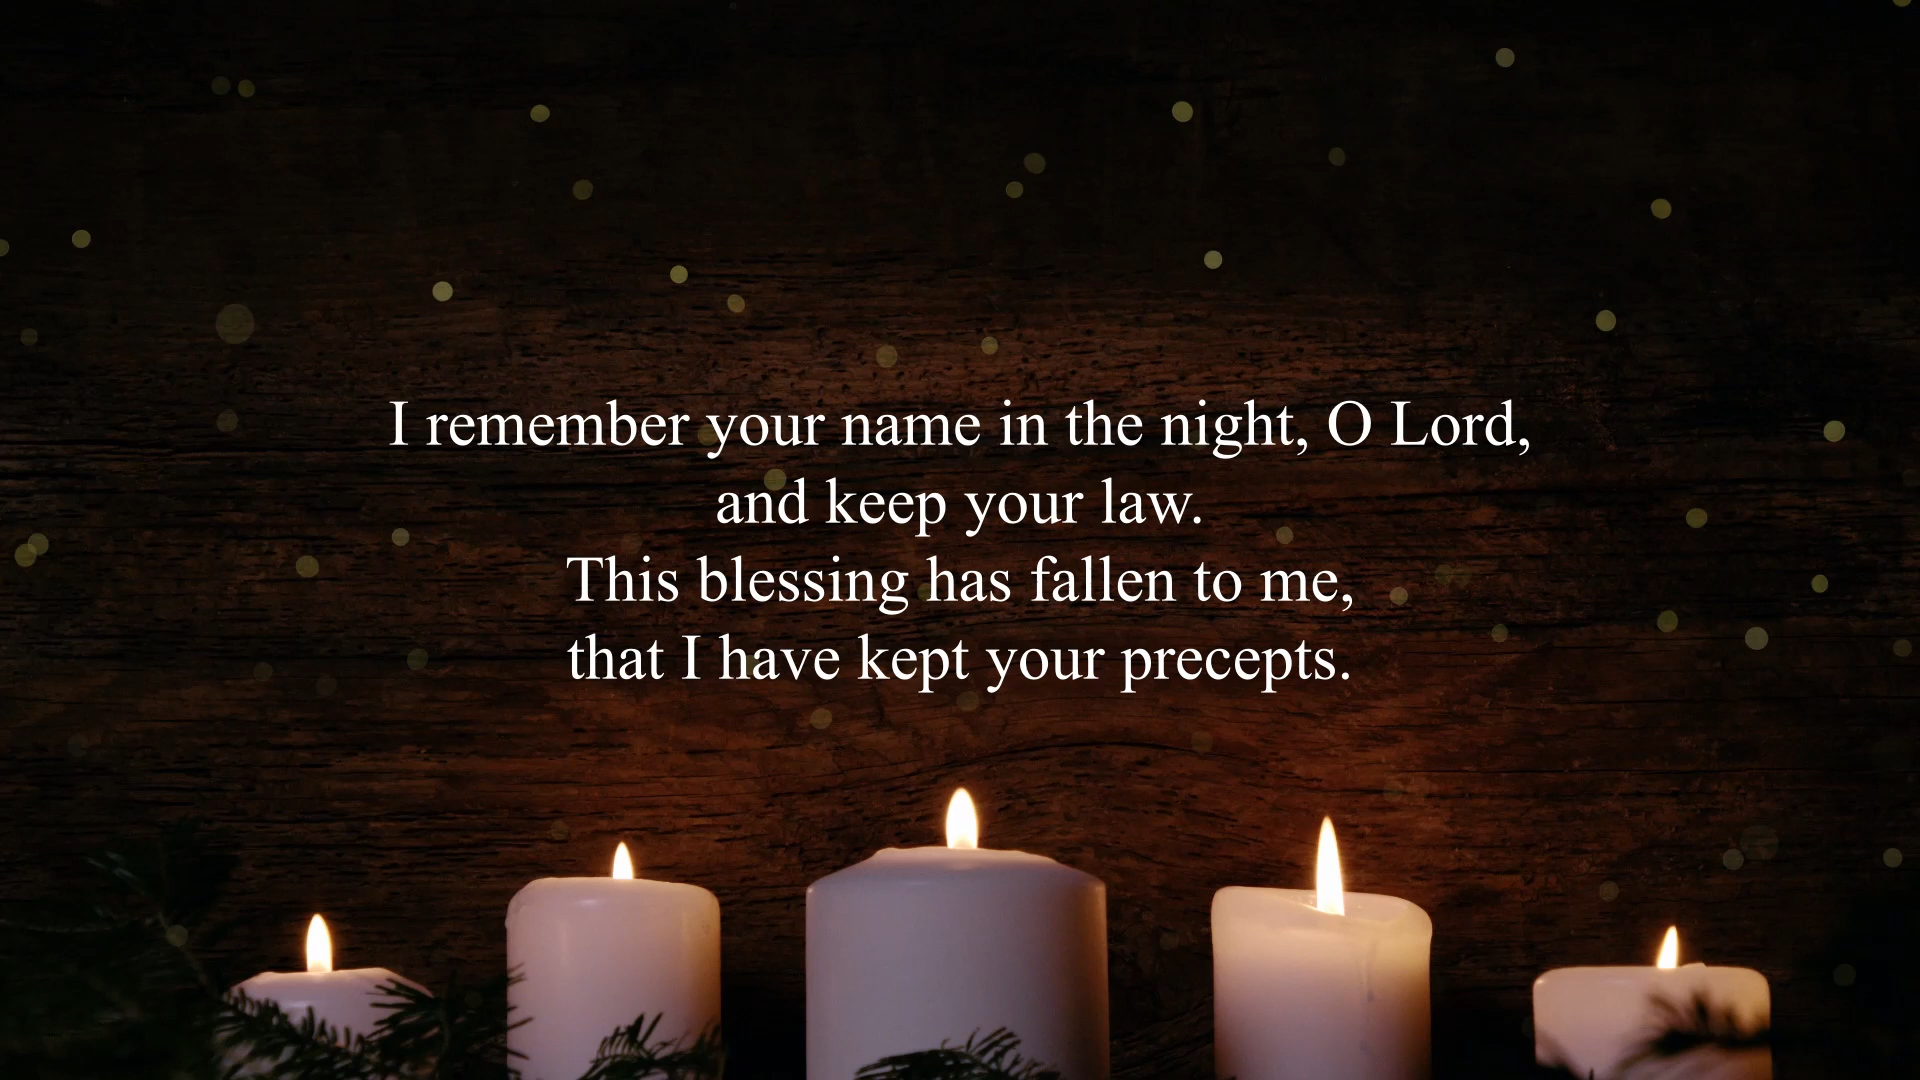 I remember your name in the night, O Lord,
and keep your law.
This blessing has fallen to me,
that I have kept your precepts.